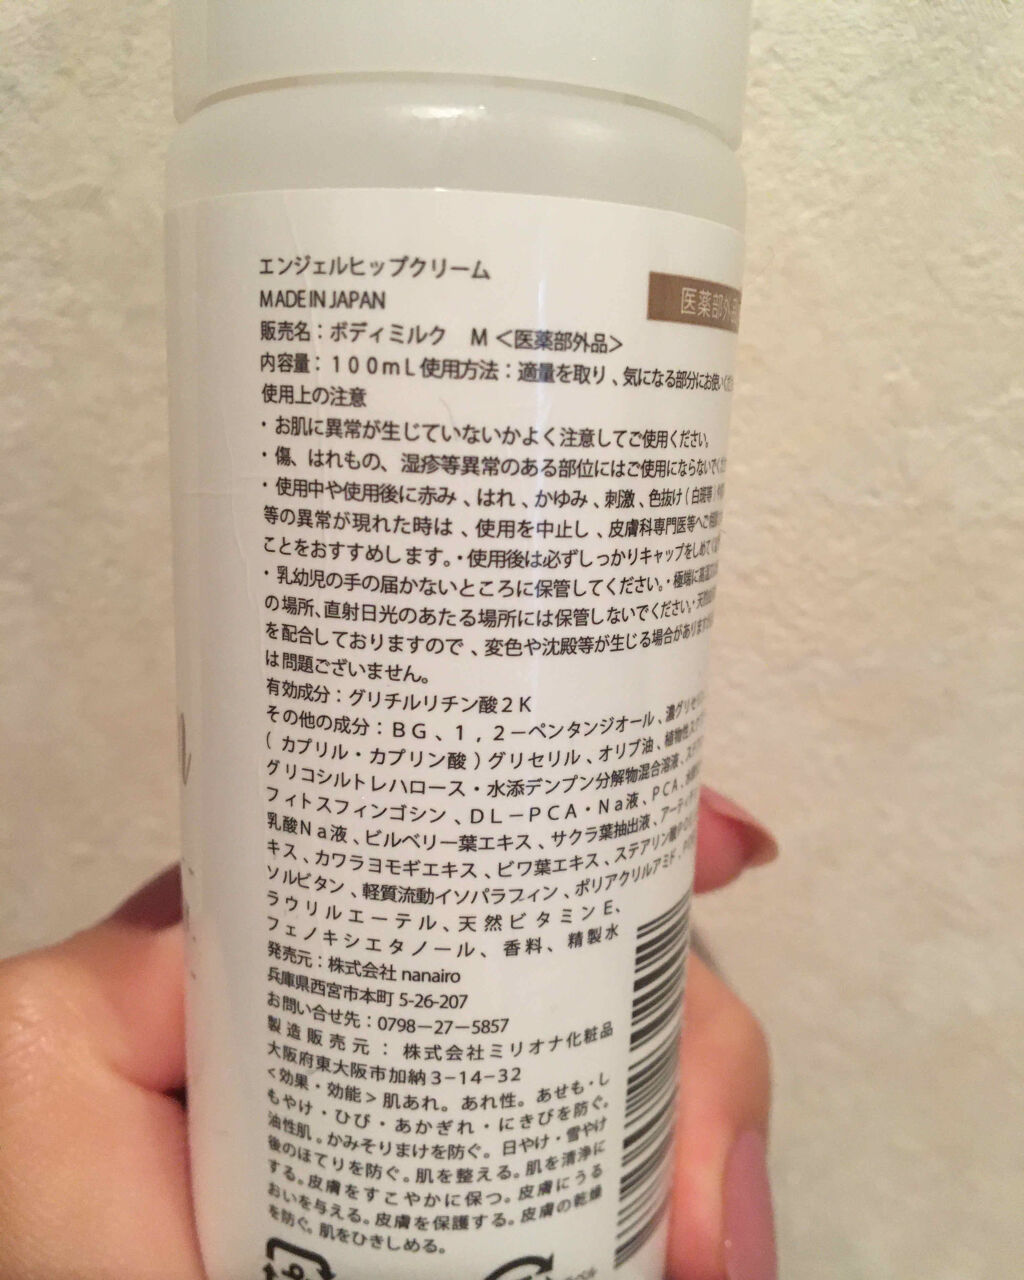 エンジェルヒップクリーム
MADE IN JAPAN
医薬部外
販売名：ボディミルク　M＜医薬部外品＞
内容量：１００ｍL 使用方法：適量を取り、気になる部分にお使い
使用上の注意
・お肌に異常が生じていないかよく注意してご使用ください。
・傷、はれもの、湿疹等異常のある部位にはご使用にならないで
・使用中や使用後に赤み、はれ、かゆみ、刺激、色抜け（白斑等）
等の異常が現れた時は、使用を中止し、皮膚科専門医等へご相談
ことをおすすめします。・使用後は必ずしっかりキャップをしめて
・乳幼児の手の届かないところに保管してください。・極端に高温
の場所、直射日光のあたる場所には保管しないでください。・天然
を配合しておりますので、変色や沈殿等が生じる場合があります
は問題ございません。
有効成分：グリチルリチン酸２K
その他の成分：ＢＧ、１，２－ペンタンジオール、濃グリセリン
（カプリル・カプリン酸）グリセリル、オリブ油、植物性
グリコシルトレハロース・水添デンプン分解物混合溶液、
フィトスフィンゴシン、DL－PCA・Na液、PCA、
乳酸Na液、ビルベリー葉エキス、サクラ葉抽出液、アーティ
キス、カワラヨモギエキス、ビワ葉エキス、ステアリン酸
ソルビタン、軽質流動イソパラフィン、ポリアクリルアミド、
ラウリルエーテル、天然ビタミンE、
フェノキシエタノール、香料、精製水
発売元：株式会社 nanairo
兵庫県西宮市本町 5-26-207
お問い合せ先：0798－27－5857
製造販売元：株式会社ミリオナ化粧品
大阪府東大阪市加納３−１４−３２
＜効果・効能＞肌あれ。あれ性。あせも・し
もやけ・ひび・あかぎれ・にきびを防ぐ。
油性肌。かみそりまけを防ぐ。日やけ・雪やけ
後のほてりを防ぐ。肌を整える。肌を清浄に
する。皮膚をすこやかに保つ。皮膚にうる
おいを与える。皮膚を保護する。皮膚の乾燥
を防ぐ。肌をひきしめる。